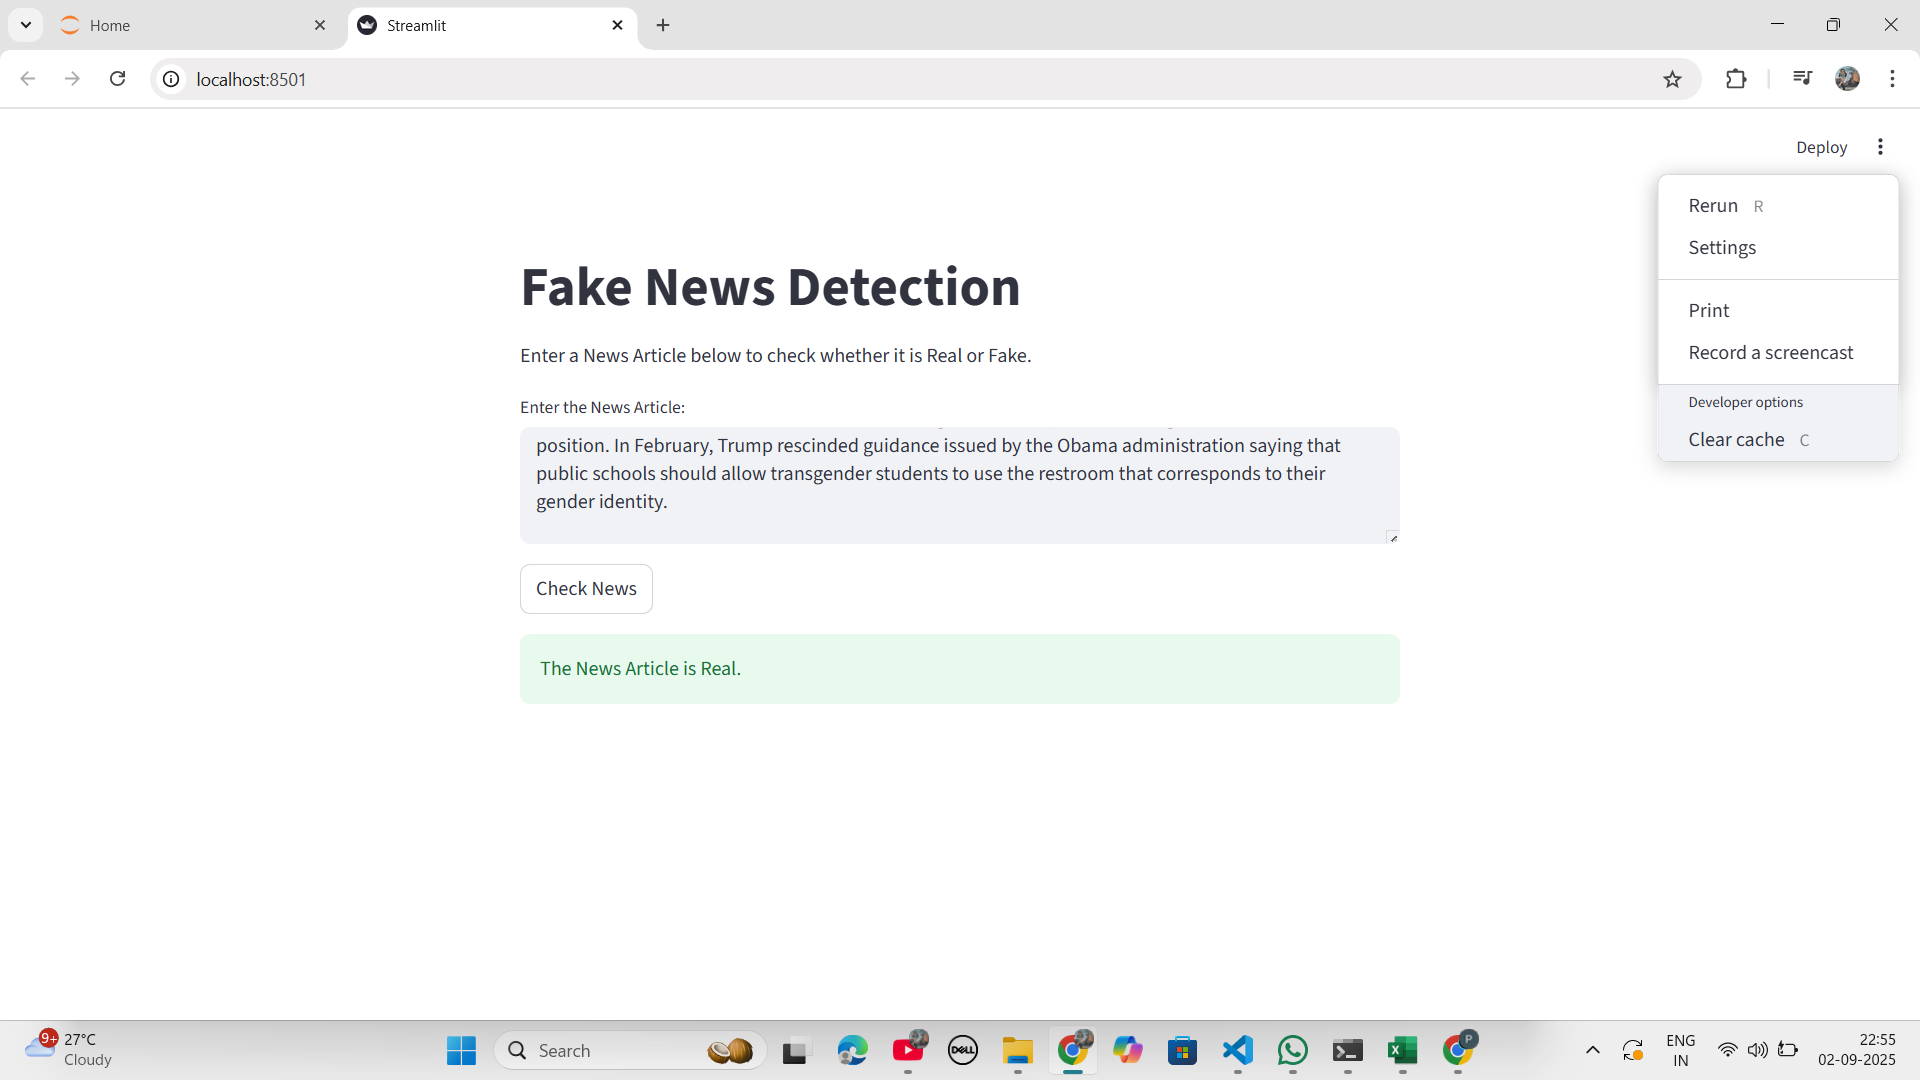 Home
Streamlit
localhost:8501
Deploy
Rerun R
Settings
Print
Record a screencast
Developer options
Clear cache C
Fake News Detection
Enter a News Article below to check whether it is Real or Fake.
Enter the News Article:
position. In February, Trump rescinded guidance issued by the Obama administration saying that
public schools should allow transgender students to use the restroom that corresponds to their
gender identity.
Check News
The News Article is Real.
9+
27°C
Cloudy
Search
DELL
P
ENG
IN
22:55
02-09-2025